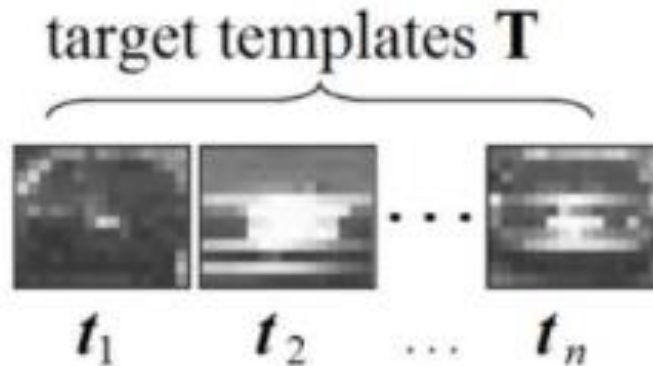 target templates T
. . .
t1 t2 ... tn